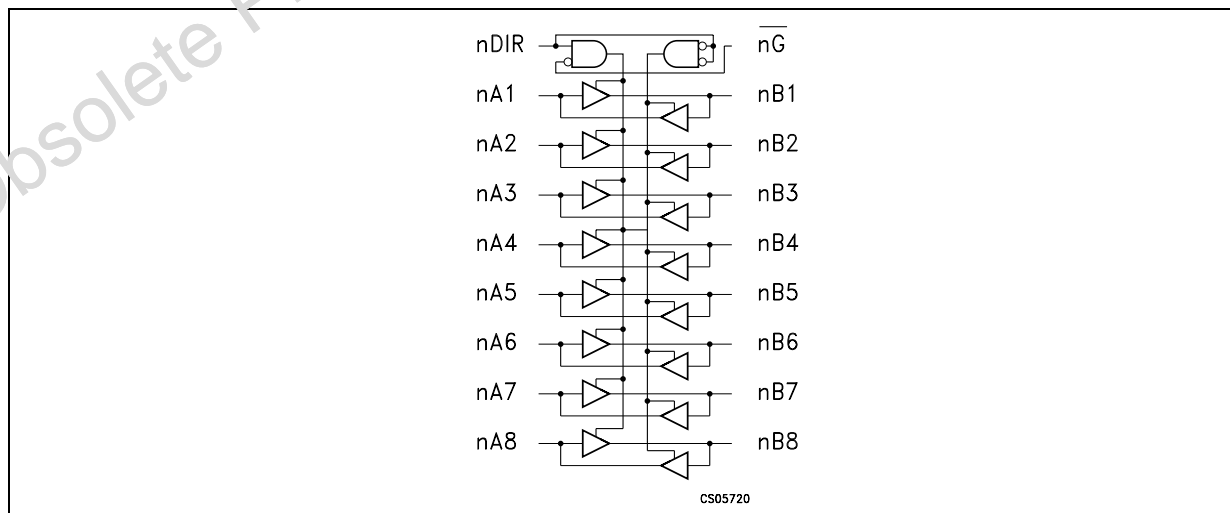 obsolete P
nDIR nG
nA1 nB1
nA2 nB2
nA3 nB3
nA4 nB4
nA5 nB5
nA6 nB6
nA7 nB7
nA8 nB8
CS05720